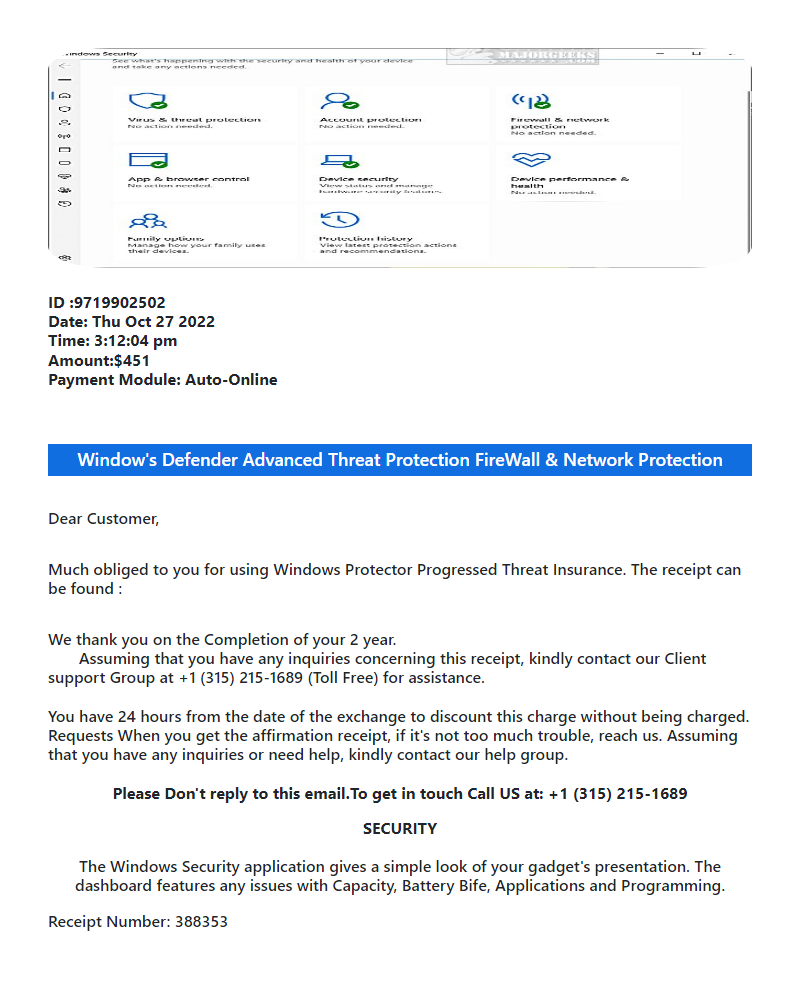 indows Security
MAJORGEEKS
.COM
See what's happening with the security and health of your device
and take any actions needed.
Virus & threat protection
No action needed.
Account protection
No action needed.
Firewall & network
protection
No action needed.
App & browser control
No action needed.
Device security
View status and manage
hardware security features.
Device performance &
health
No action needed.
Family options
Manage how your family uses
their devices.
Protection history
View latest protection actions
and recommendations.
ID :9719902502
Date: Thu Oct 27 2022
Time: 3:12:04 pm
Amount:$451
Payment Module: Auto-Online
Window's Defender Advanced Threat Protection FireWall & Network Protection
Dear Customer,
Much obliged to you for using Windows Protector Progressed Threat Insurance. The receipt can
be found :
We thank you on the Completion of your 2 year.
Assuming that you have any inquiries concerning this receipt, kindly contact our Client
support Group at +1 (315) 215-1689 (Toll Free) for assistance.
You have 24 hours from the date of the exchange to discount this charge without being charged.
Requests When you get the affirmation receipt, if it's not too much trouble, reach us. Assuming
that you have any inquiries or need help, kindly contact our help group.
Please Don't reply to this email.To get in touch Call US at: +1 (315) 215-1689
SECURITY
The Windows Security application gives a simple look of your gadget's presentation. The
dashboard features any issues with Capacity, Battery Bife, Applications and Programming.
Receipt Number: 388353